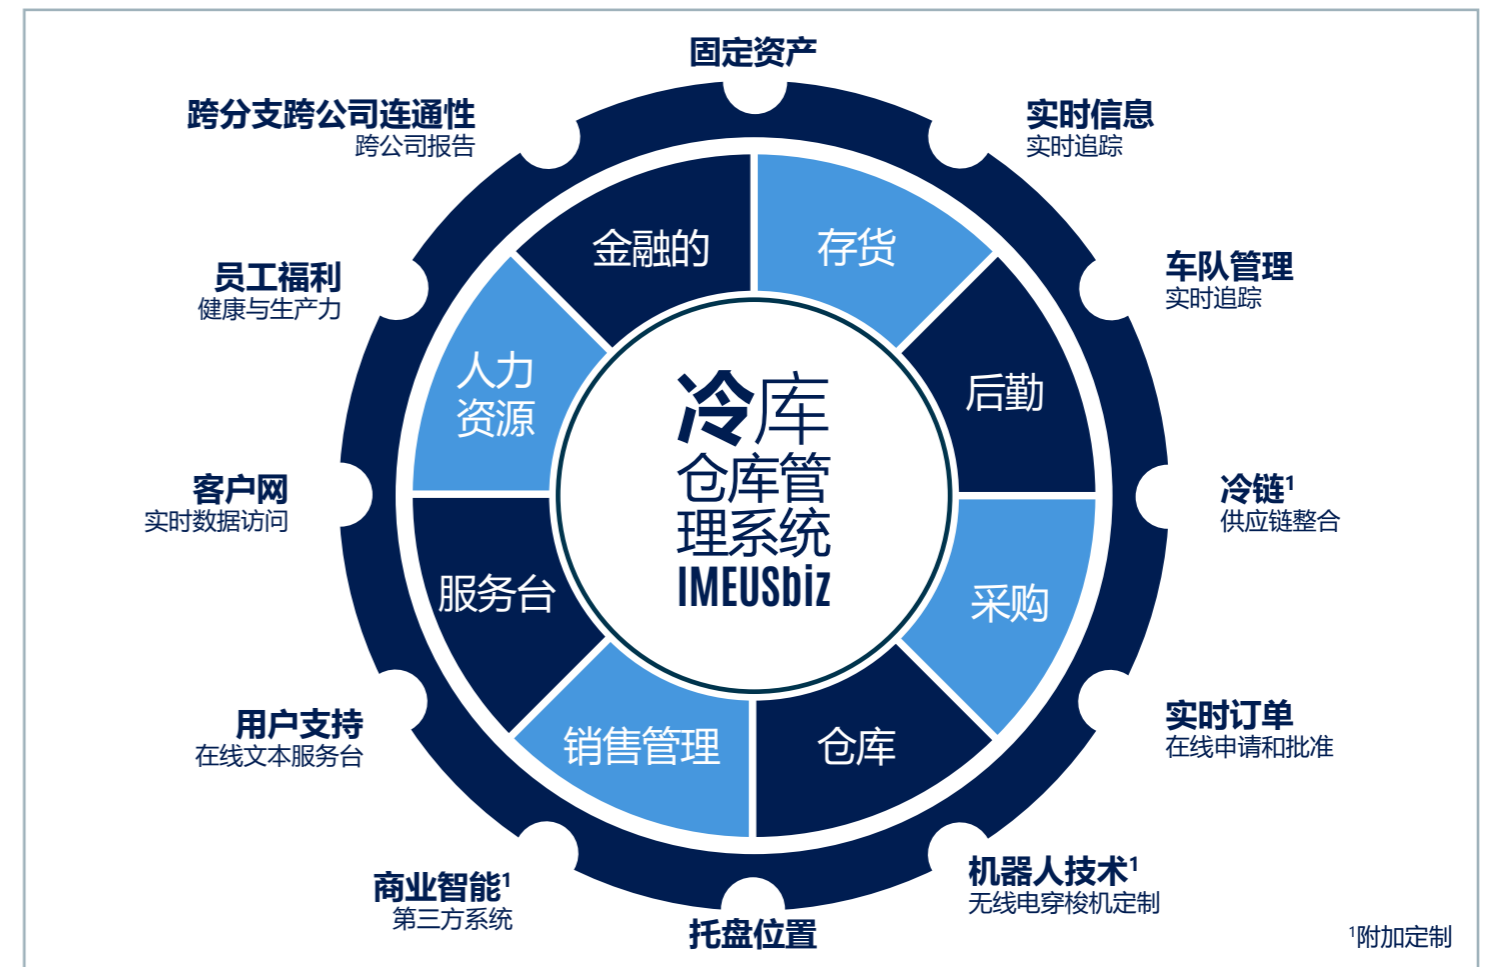 固定资产
跨分支跨公司连通性
跨公司报告
实时信息
实时追踪
员工福利
健康与生产力
车队管理
实时追踪
客户网
实时数据访问
冷链¹
供应链整合
用户支持
在线文本服务台
实时订单
在线申请和批准
商业智能¹
第三方系统
机器人技术¹
无线电穿梭机定制
托盘位置
金融的
存货
人力
资源
后勤
服务台
采购
销售管理
仓库
冷库
仓库管
理系统
IMEUSbiz
¹附加定制